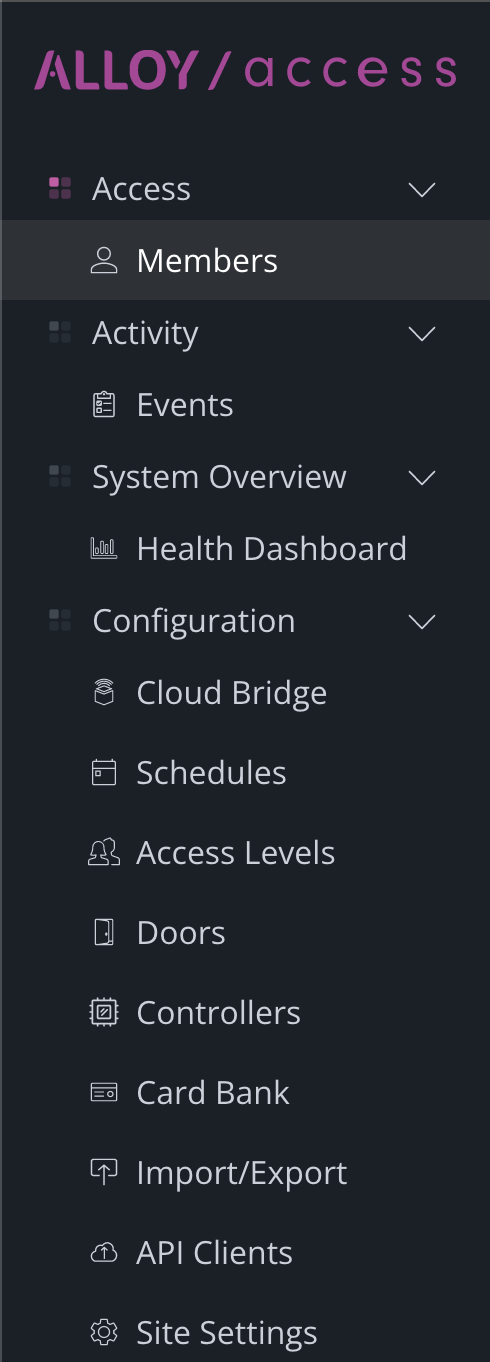 ALLOY/access
Access
Members
Activity
Events
System Overview
Health Dashboard
Configuration
Cloud Bridge
Schedules
Access Levels
Doors
Controllers
Card Bank
Import/Export
API Clients
Site Settings